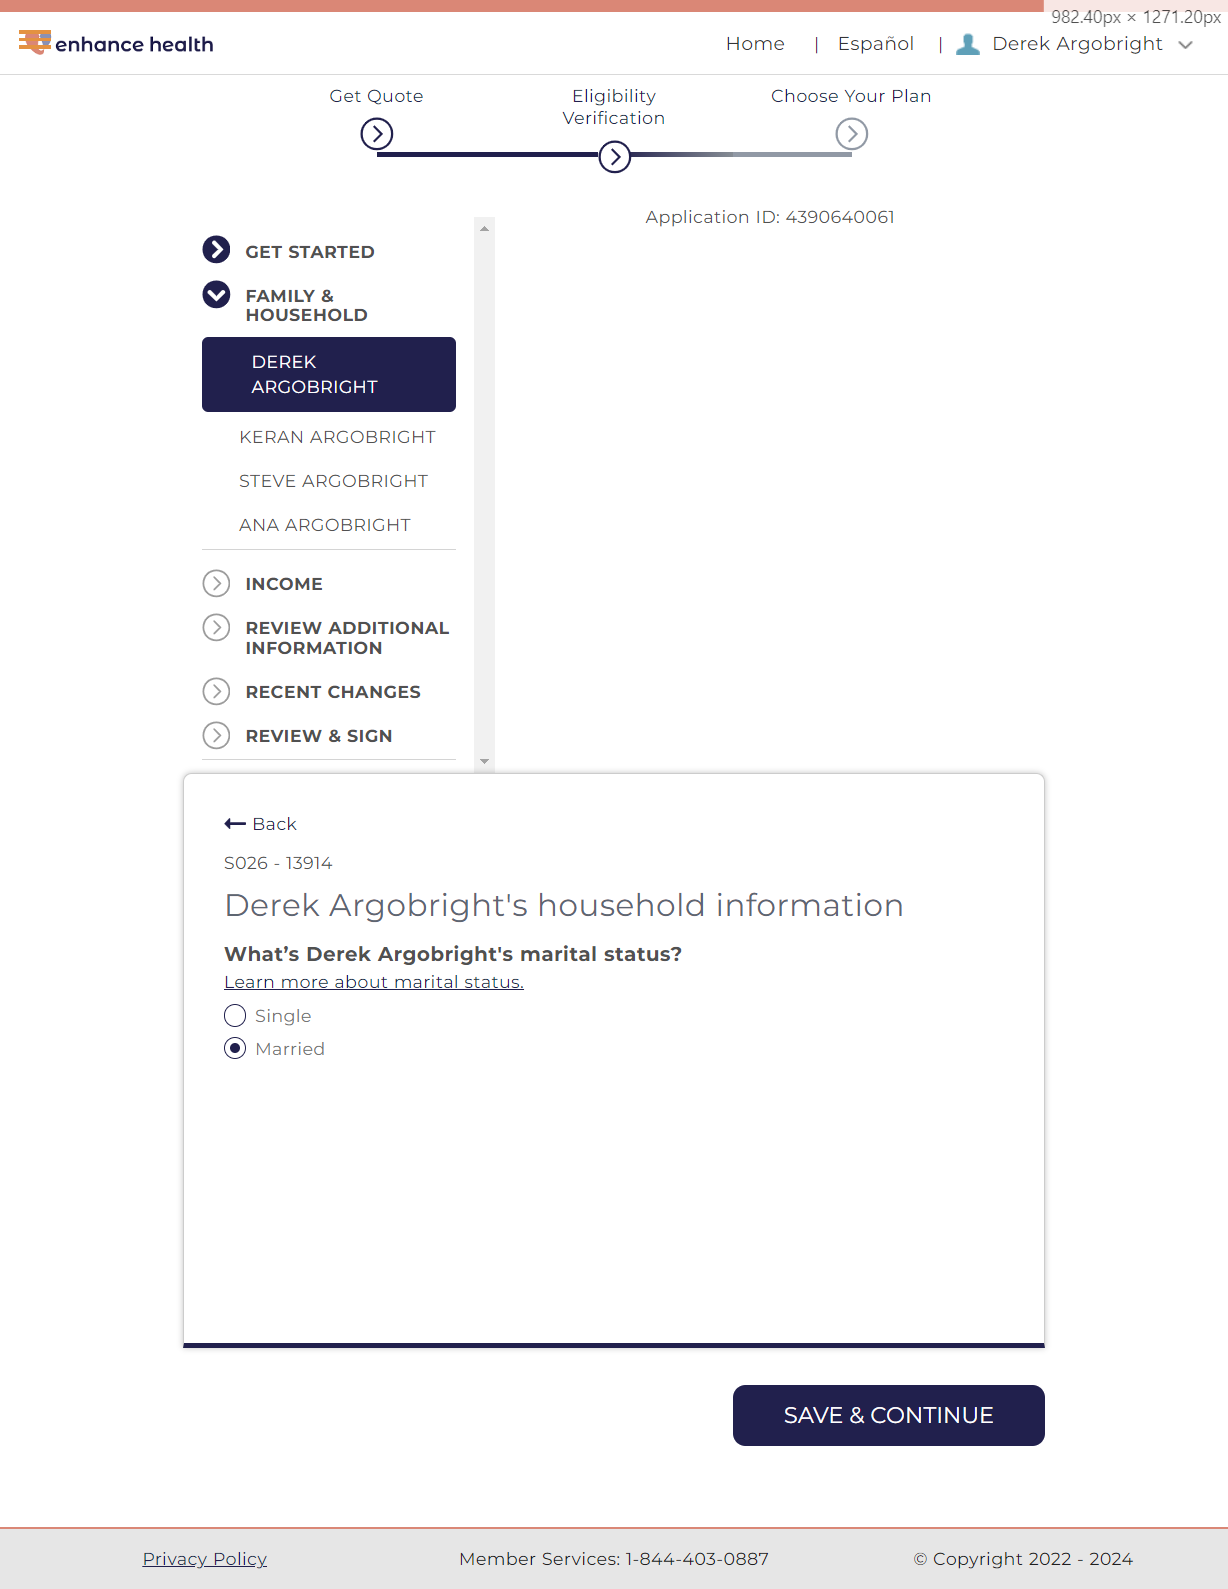 982.40px × 1271.20px
enhance health
Home | Español | Derek Argobright
Get Quote
Eligibility
Verification
Choose Your Plan
Application ID: 4390640061
GET STARTED
FAMILY &
HOUSEHOLD
DEREK
ARGOBRIGHT
KERAN ARGOBRIGHT
STEVE ARGOBRIGHT
ANA ARGOBRIGHT
INCOME
REVIEW ADDITIONAL
INFORMATION
RECENT CHANGES
REVIEW & SIGN
Back
S026 - 13914
Derek Argobright's household information
What’s Derek Argobright's marital status?
Learn more about marital status.
Single
Married
SAVE & CONTINUE
Privacy Policy
Member Services: 1-844-403-0887
© Copyright 2022 - 2024